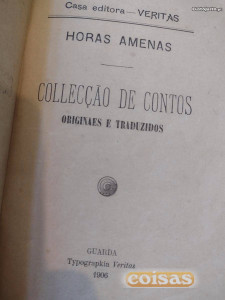 Casa editora — VERITAS
HORAS AMENAS
COLLECÇÃO DE CONTOS
ORIGINAES E TRADUZIDOS
GUARDA
Typographia Veritas
1906
coisas